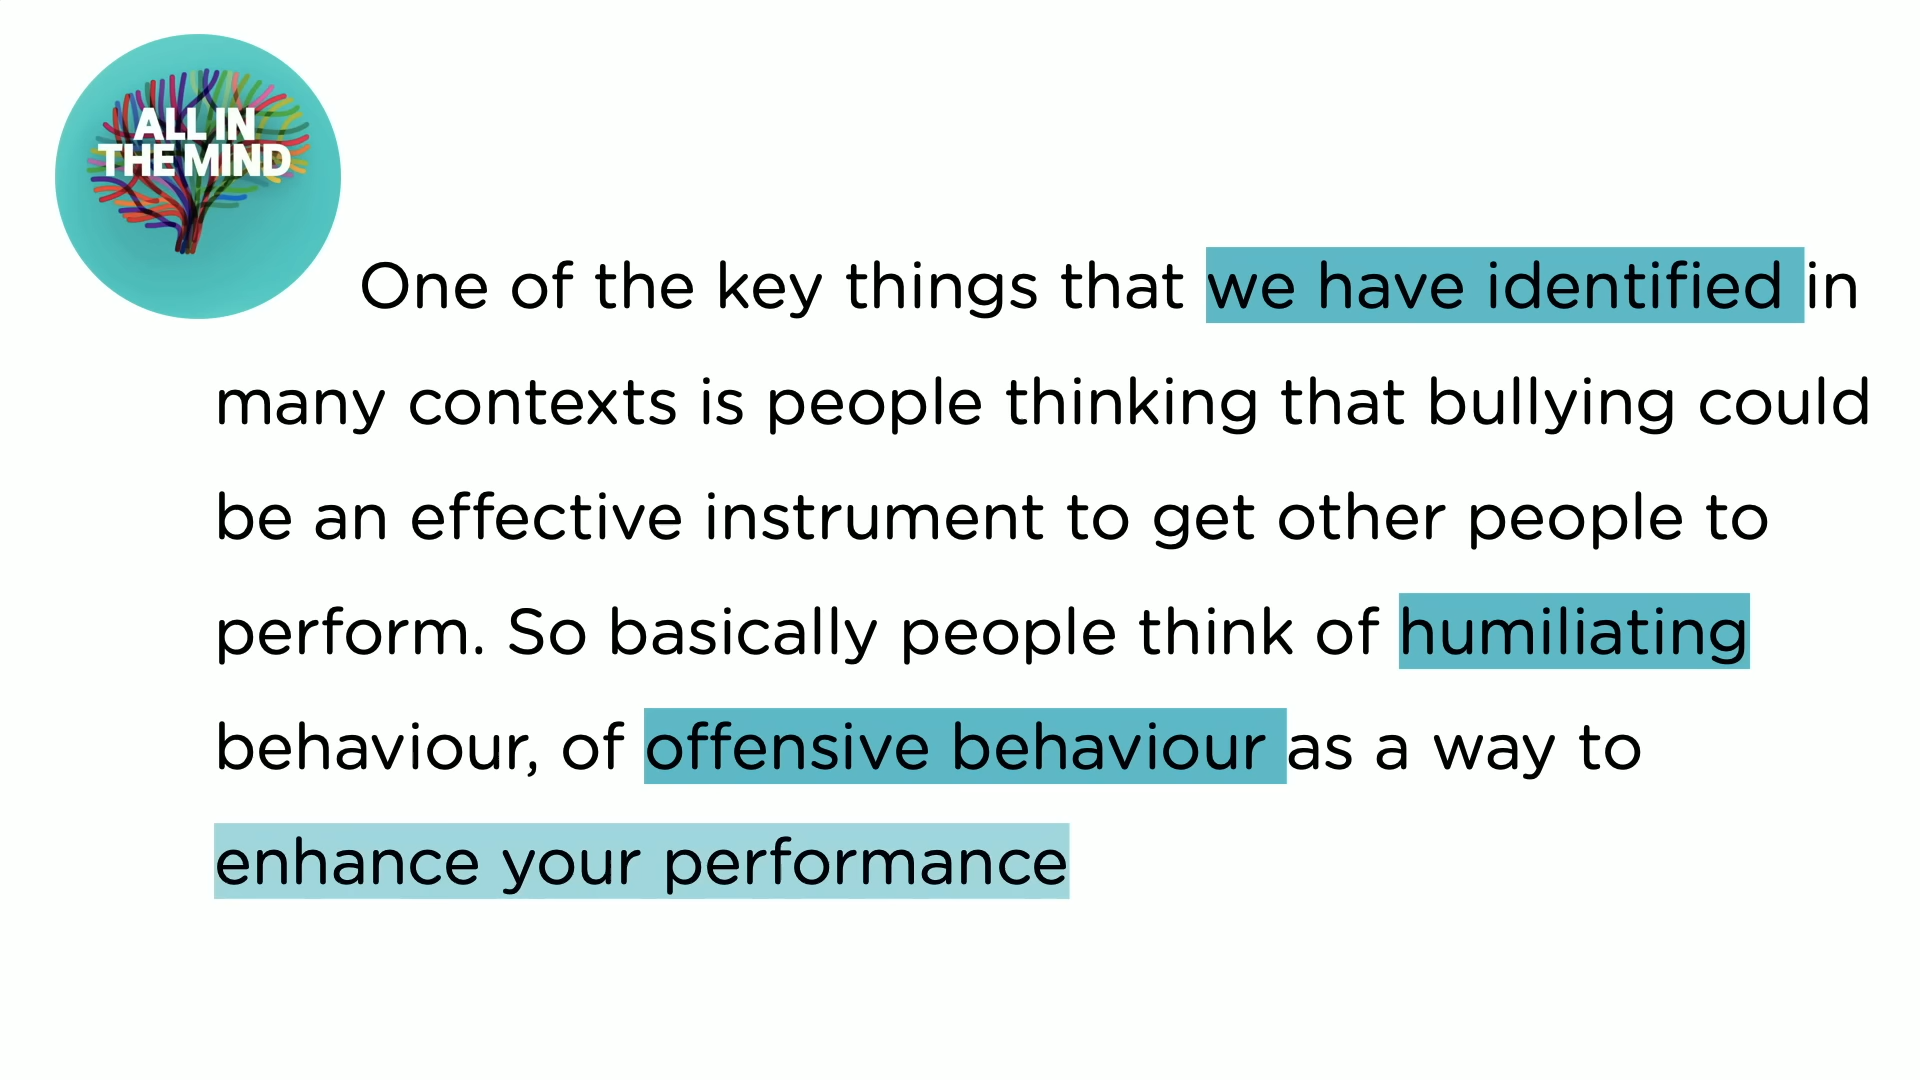 ALL IN
THE MIND
One of the key things that we have identified in
many contexts is people thinking that bullying could
be an effective instrument to get other people to
perform. So basically people think of humiliating
behaviour, of offensive behaviour as a way to
enhance your performance